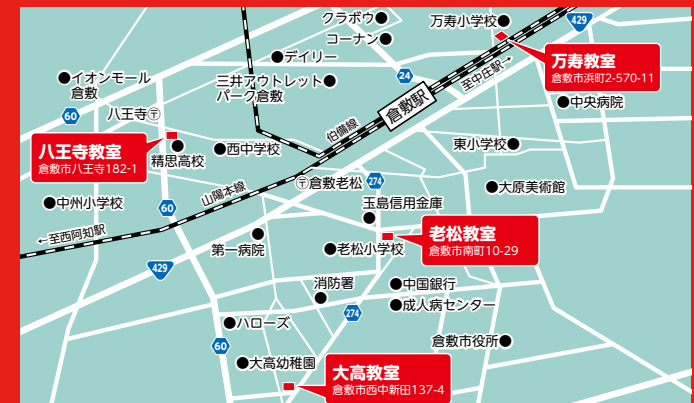 クラボウ
万寿小学校
429
コーナン
デイリー
万寿教室
倉敷市浜町2-570-11
至中庄駅→
イオンモール
倉敷
三井アウトレット
パーク倉敷
24
倉敷駅
中央病院
60
八王寺〒
伯備線
八王寺教室
倉敷市八王寺182-1
精思高校
西中学校
東小学校
山陽本線
〒倉敷老松
274
大原美術館
中州小学校
60
玉島信用金庫
←至西阿知駅
第一病院
老松小学校
老松教室
倉敷市南町10-29
429
消防署
中国銀行
成人病センター
274
ハローズ
60
倉敷市役所
大高幼稚園
大高教室
倉敷市西中新田137-4